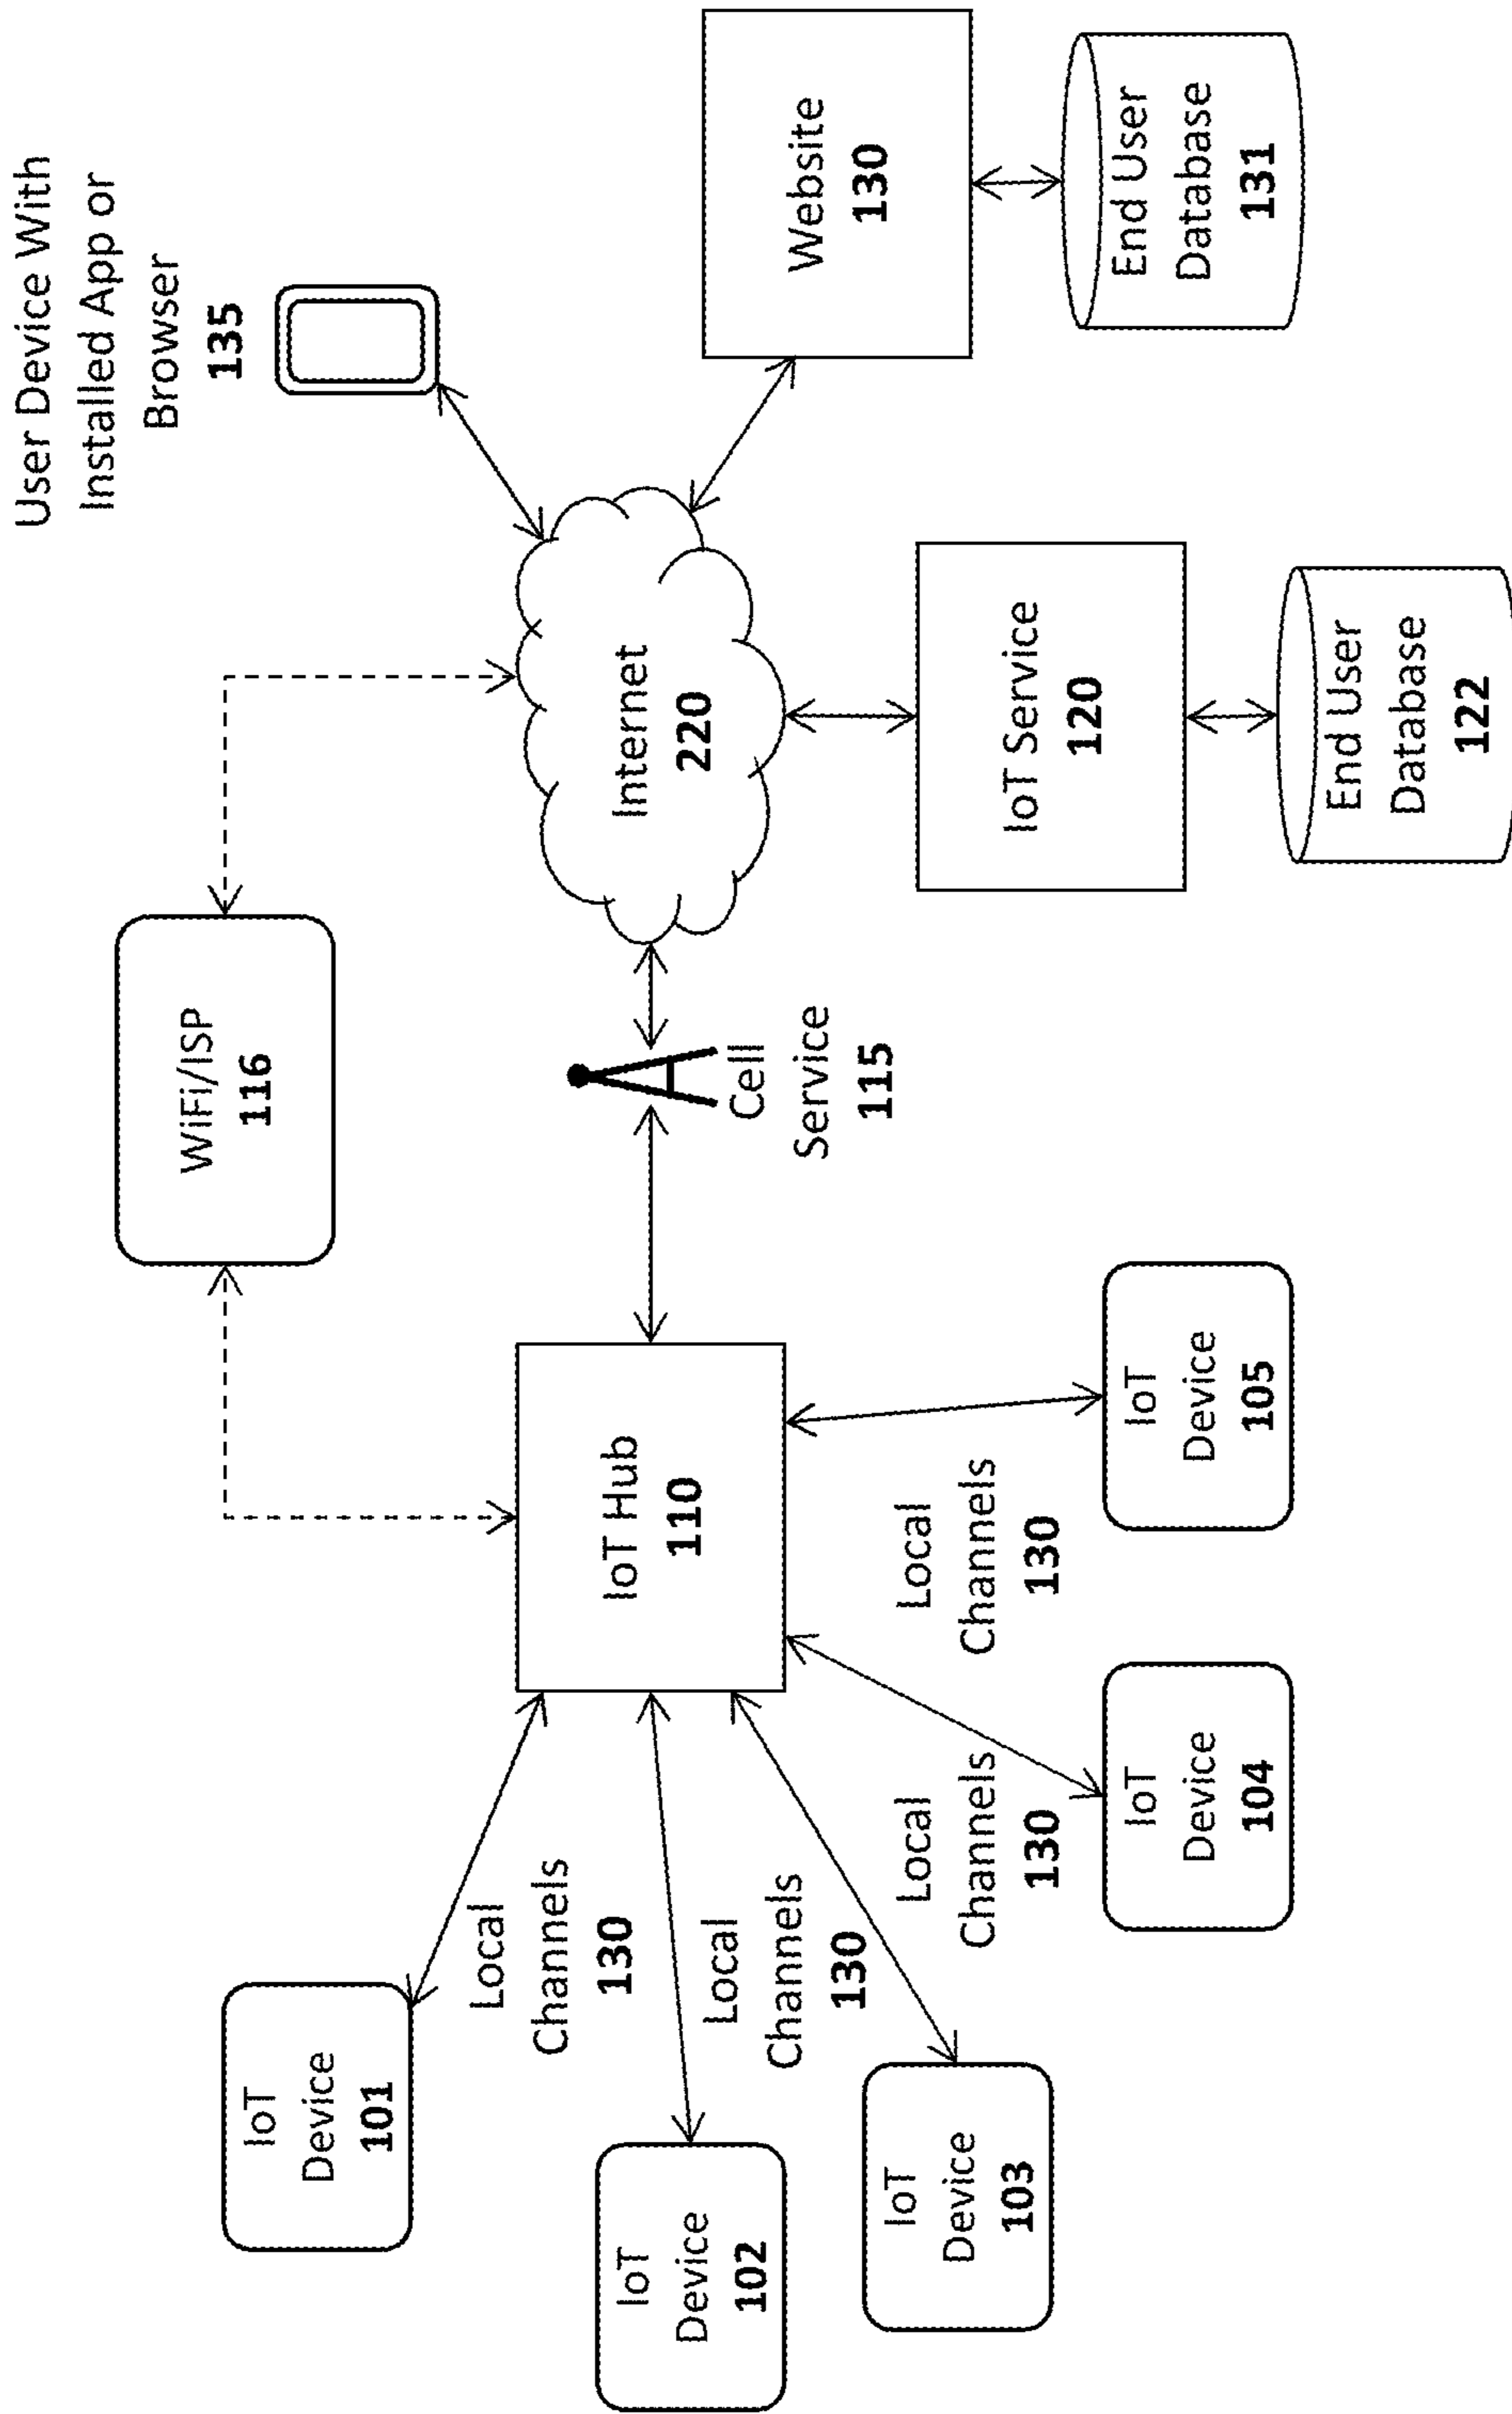 User Device With
Installed App or
Browser
135
WiFi/ISP
116
IoT
Device
101
Local
Channels
130
IoT
Device
102
Local
Channels
130
IoT
Device
103
IoT Hub
110
Cell
Service
115
Internet
220
Website
130
End User
Database
131
Local
Channels
130
IoT
Device
104
Local
Channels
130
IoT
Device
105
IoT Service
120
End User
Database
122